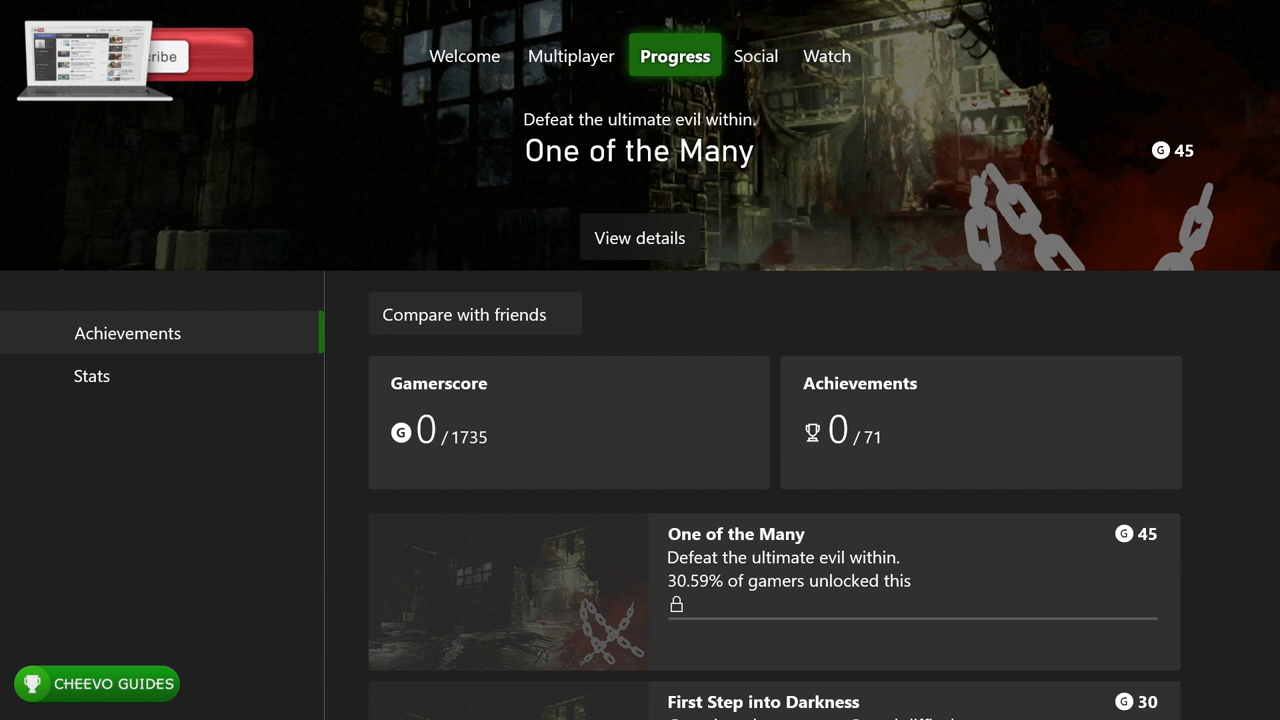 cribe
Welcome
Multiplayer
Progress
Watch
Defeat the ultimate evil within.
One of the Many
G 45
View details
Compare with friends
Achievements
Stats
Gamerscore
G 0 / 1735
Achievements
0 / 71
One of the Many
G 45
Defeat the ultimate evil within.
30.59% of gamers unlocked this
First Step into Darkness
G 30
CHEEVO GUIDES